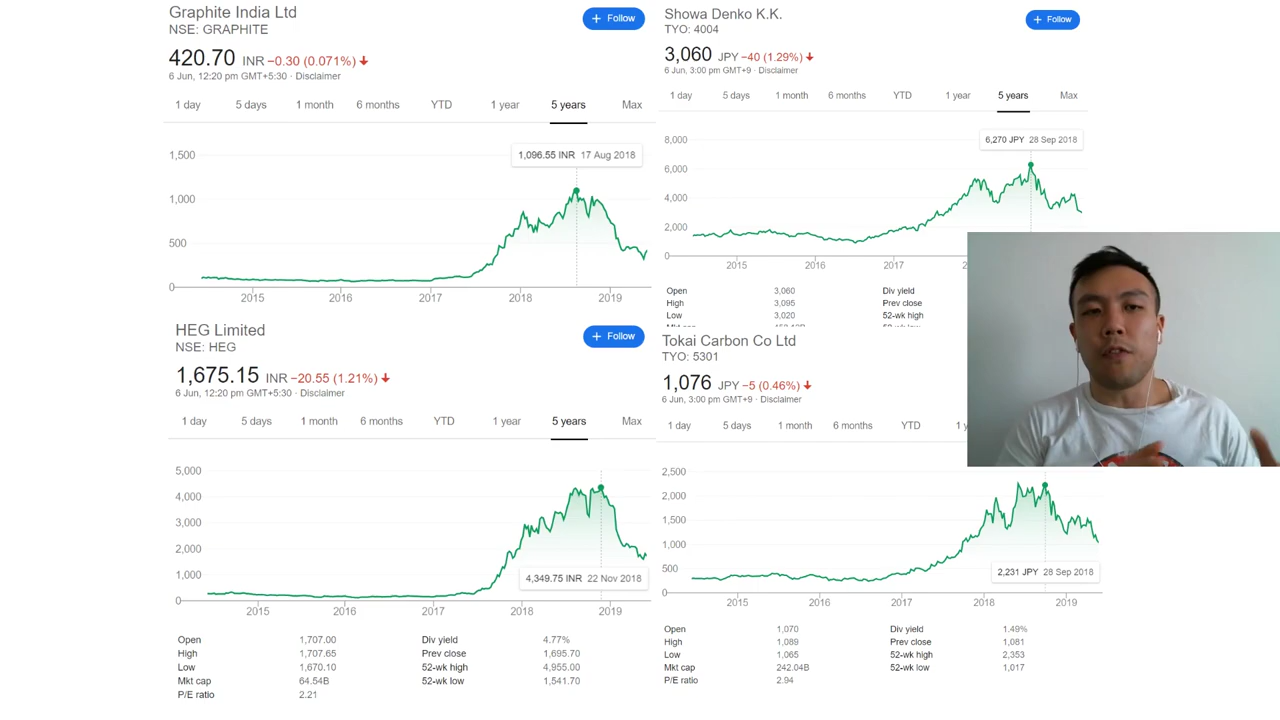 Graphite India Ltd
NSE: GRAPHITE
+ Follow
420.70 INR −0.30 (0.071%) ↓
6 Jun, 12:20 pm GMT+5:30 · Disclaimer
1 day 5 days 1 month 6 months YTD 1 year 5 years Max
1,096.55 INR 17 Aug 2018
1,500
1,000
500
0
2015 2016 2017 2018 2019
Showa Denko K.K.
TYO: 4004
+ Follow
3,060 JPY −40 (1.29%) ↓
6 Jun, 3:00 pm GMT+9 · Disclaimer
1 day 5 days 1 month 6 months YTD 1 year 5 years Max
6,270 JPY 28 Sep 2018
8,000
6,000
4,000
2,000
0
2015 2016 2017
Open 3,060 Div yield
High 3,095 Prev close
Low 3,020 52-wk high
HEG Limited
NSE: HEG
+ Follow
1,675.15 INR −20.55 (1.21%) ↓
6 Jun, 12:20 pm GMT+5:30 · Disclaimer
1 day 5 days 1 month 6 months YTD 1 year 5 years Max
5,000
4,000
3,000
2,000
1,000
0
4,349.75 INR 22 Nov 2018
2015 2016 2017 2018 2019
Open 1,707.00 Div yield 4.77%
High 1,707.65 Prev close 1,695.70
Low 1,670.10 52-wk high 4,955.00
Mkt cap 64.54B 52-wk low 1,541.70
P/E ratio 2.21
Tokai Carbon Co Ltd
TYO: 5301
1,076 JPY −5 (0.46%) ↓
6 Jun, 3:00 pm GMT+9 · Disclaimer
1 day 5 days 1 month 6 months YTD
2,500
2,000
1,500
1,000
500
0
2,231 JPY 28 Sep 2018
2015 2016 2017 2018 2019
Open 1,070 Div yield 1.49%
High 1,089 Prev close 1,081
Low 1,065 52-wk high 2,353
Mkt cap 242.04B 52-wk low 1,017
P/E ratio 2.94